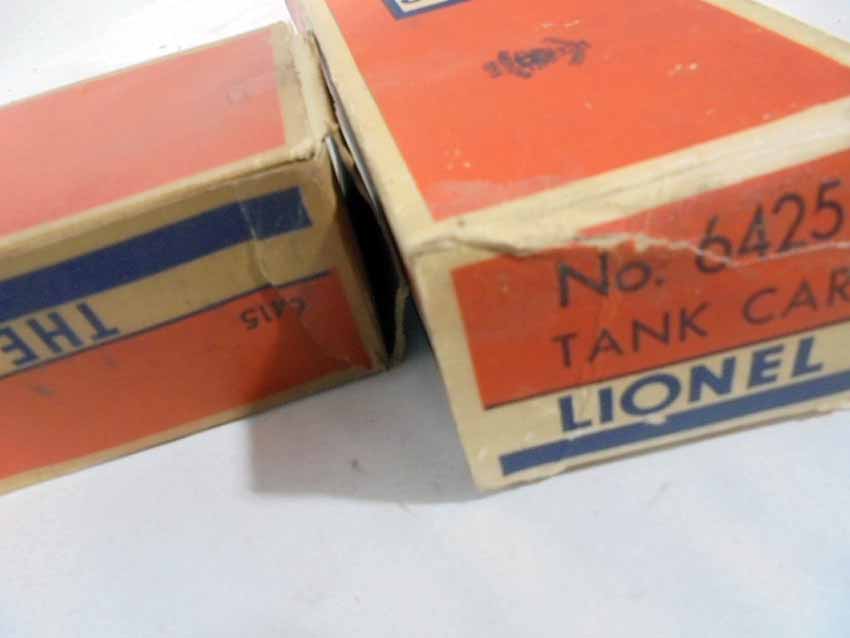 THE
6415
No. 6425
TANK CAR
LIONEL